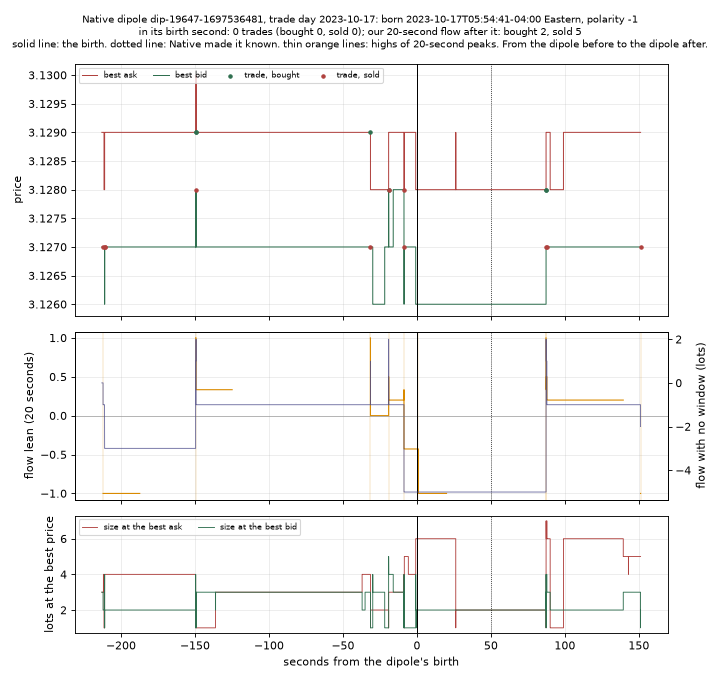 Native dipole dip-19647-1697536481, trade day 2023-10-17: born 2023-10-17T05:54:41-04:00 Eastern, polarity -1
in its birth second: 0 trades (bought 0, sold 0); our 20-second flow after it: bought 2, sold 5
solid line: the birth. dotted line: Native made it known. thin orange lines: highs of 20-second peaks. From the dipole before to the dipole after.
best ask
best bid
trade, bought
trade, sold
3.1300
3.1295
3.1290
3.1285
3.1280
3.1275
3.1270
3.1265
3.1260
price
1.0
0.5
0.0
−0.5
−1.0
flow lean (20 seconds)
2
0
−2
−4
flow with no window (lots)
size at the best ask
size at the best bid
6
4
2
lots at the best price
−200
−150
−100
−50
0
50
100
150
seconds from the dipole's birth